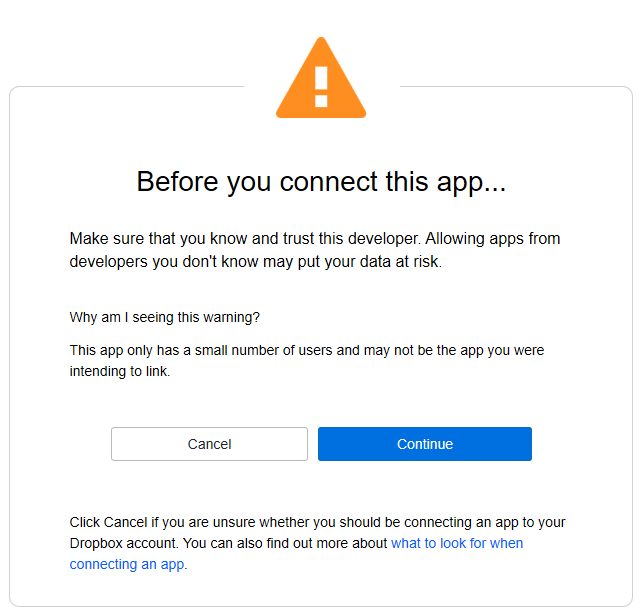 Before you connect this app...
Make sure that you know and trust this developer. Allowing apps from
developers you don't know may put your data at risk.
Why am I seeing this warning?
This app only has a small number of users and may not be the app you were
intending to link.
Cancel
Continue
Click Cancel if you are unsure whether you should be connecting an app to your
Dropbox account. You can also find out more about what to look for when
connecting an app.